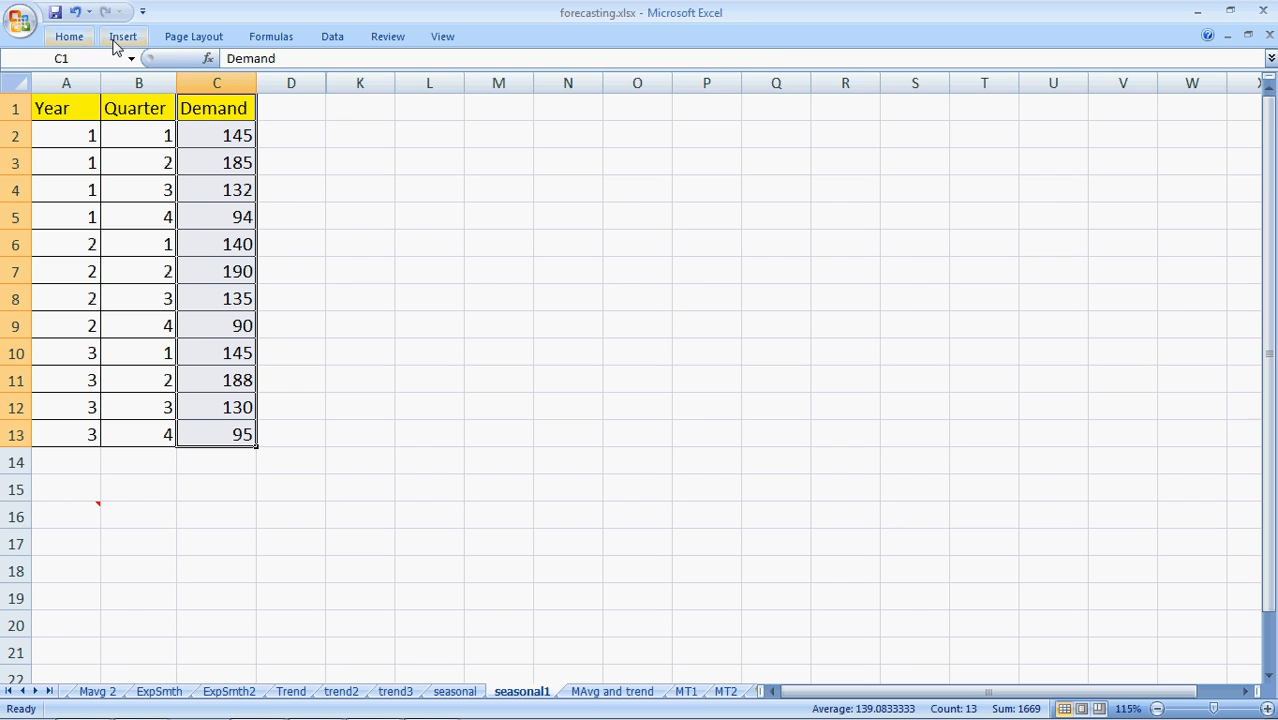 forecasting.xlsx - Microsoft Excel
Home Insert Page Layout Formulas Data Review View
C1 fx Demand
A B C D K L M N O P Q R S T U V W
1 Year Quarter Demand
2 1 1 145
3 1 2 185
4 1 3 132
5 1 4 94
6 2 1 140
7 2 2 190
8 2 3 135
9 2 4 90
10 3 1 145
11 3 2 188
12 3 3 130
13 3 4 95
14
15
16
17
18
19
20
21
22
Mavg 2 ExpSmth ExpSmth2 Trend trend2 trend3 seasonal seasonal1 MAvg and trend MT1 MT2
Ready Average: 139.0833333 Count: 13 Sum: 1669 115%